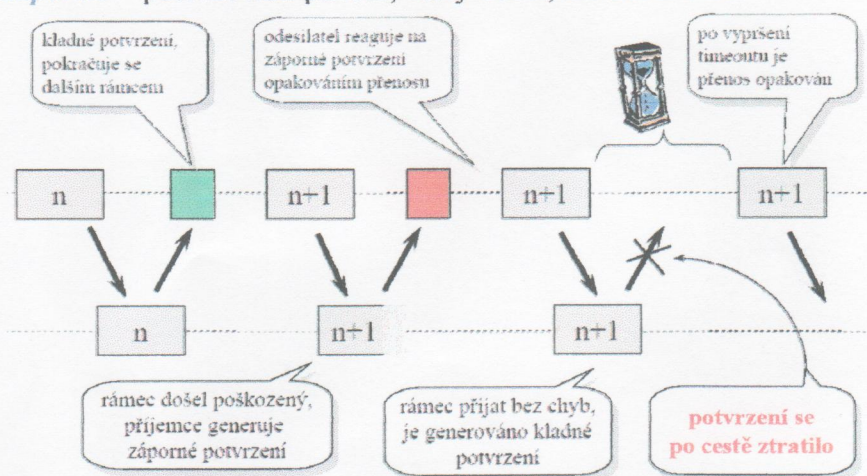 kladné potvrzení,
pokračuje se
dalším rámcem
odesilatel reaguje na
záporné potvrzení
opakováním přenosu
po vypršení
timeoutu je
přenos opakován
n
n+1
n+1
n+1
n
n+1
n+1
rámec došel poškozený,
příjemce generuje
záporné potvrzení
rámec přijat bez chyb,
je generováno kladné
potvrzení
potvrzení se
po cestě ztratilo